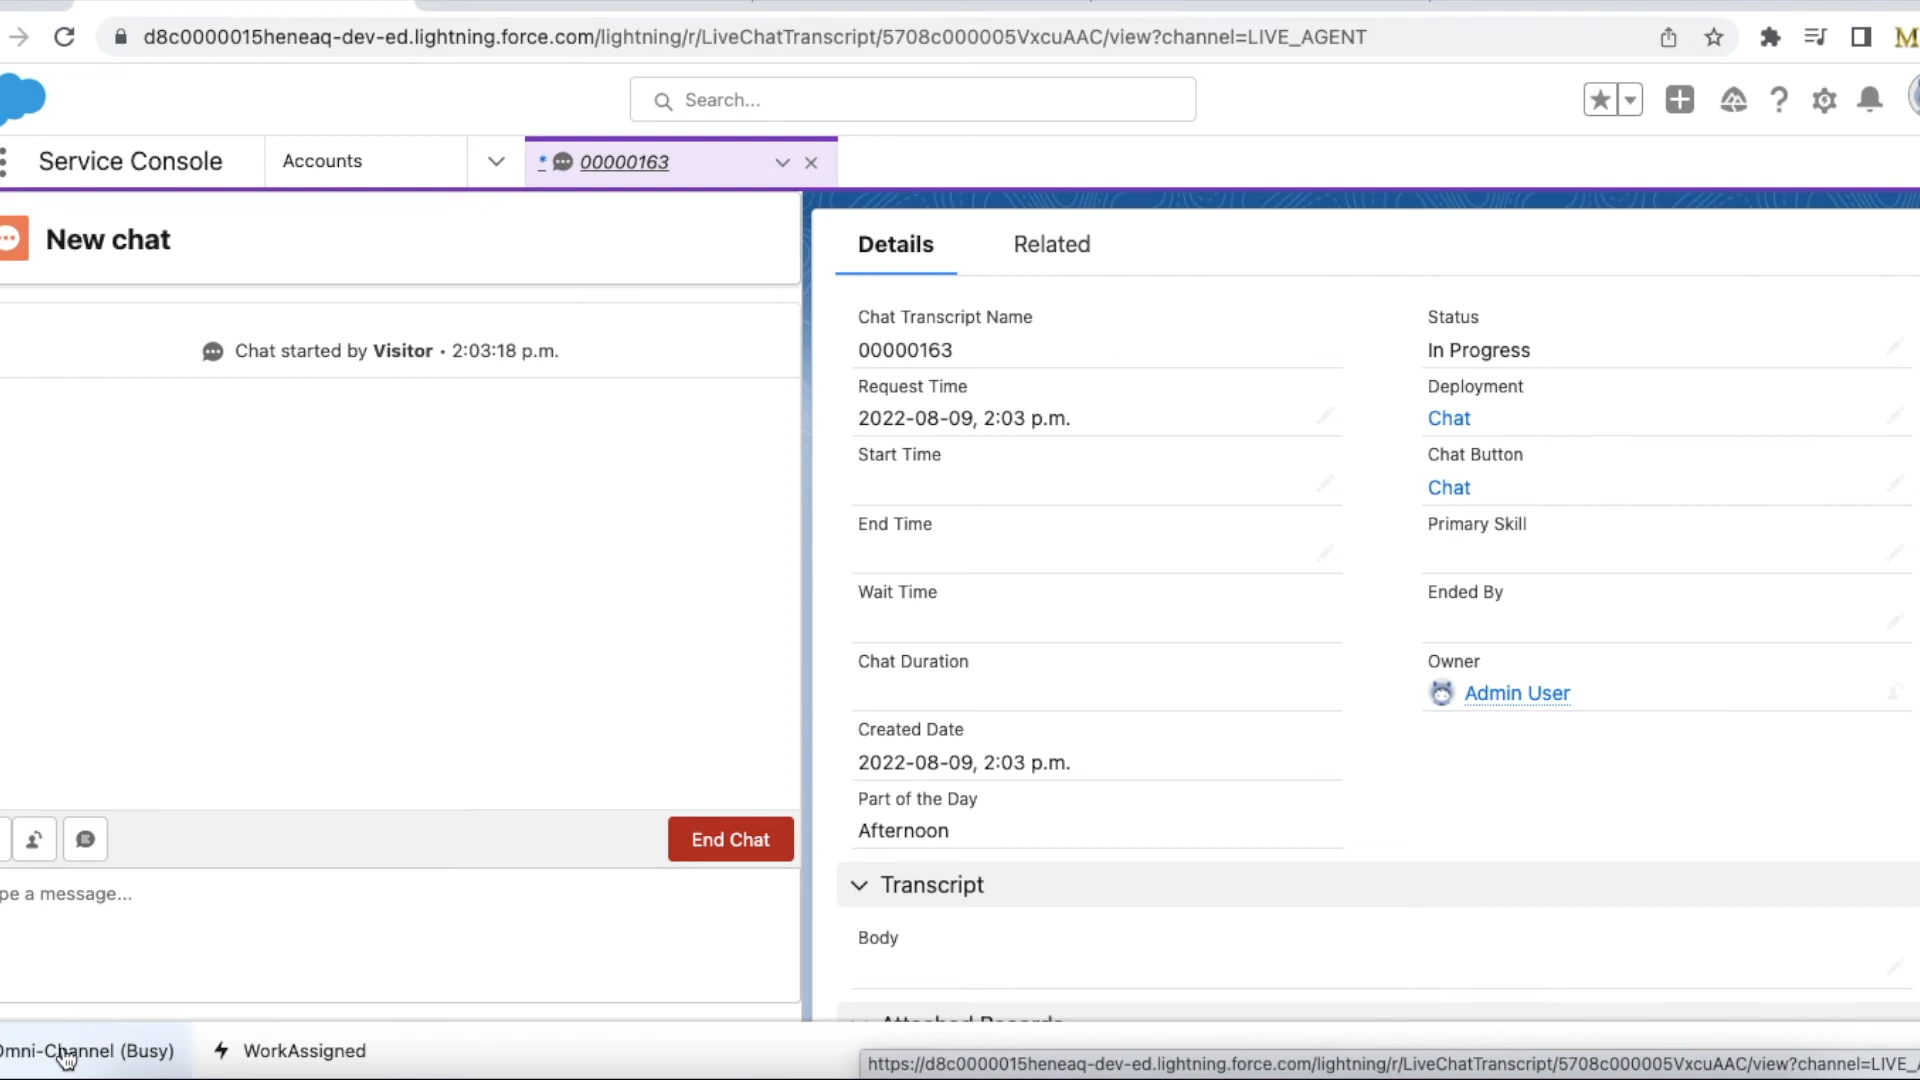 d8c0000015heneaq-dev-ed.lightning.force.com/lightning/r/LiveChatTranscript/5708c000005VxcuAAC/view?channel=LIVE_AGENT
M
Search...
Service Console
Accounts
* 00000163
New chat
Chat started by Visitor • 2:03:18 p.m.
End Chat
pe a message...
Details
Related
Chat Transcript Name
00000163
Status
In Progress
Request Time
2022-08-09, 2:03 p.m.
Deployment
Chat
Start Time
Chat Button
Chat
End Time
Primary Skill
Wait Time
Ended By
Chat Duration
Owner
Admin User
Created Date
2022-08-09, 2:03 p.m.
Part of the Day
Afternoon
Transcript
Body
Attached Records
Omni-Channel (Busy)
WorkAssigned
https://d8c0000015heneaq-dev-ed.lightning.force.com/lightning/r/LiveChatTranscript/5708c000005VxcuAAC/view?channel=LIVE_